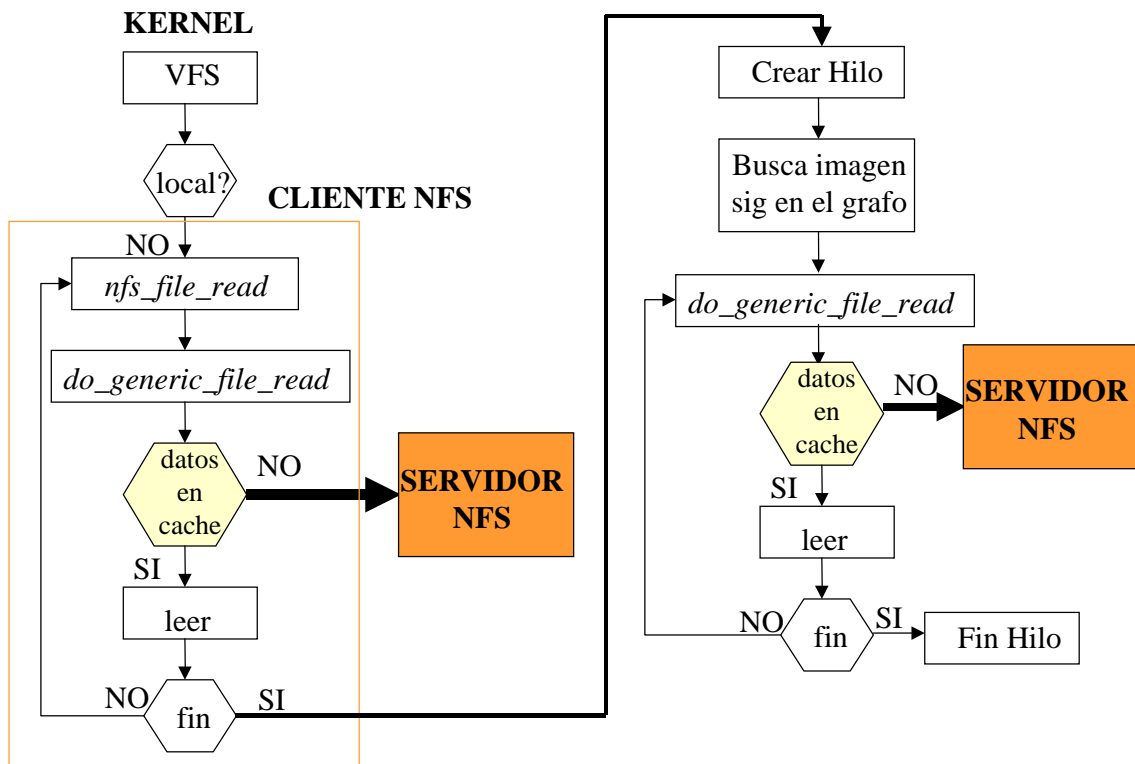 KERNEL
VFS
local?
CLIENTE NFS
NO
nfs_file_read
do_generic_file_read
datos
en
cache
NO
SERVIDOR
NFS
SI
leer
NO
fin
SI
Crear Hilo
Busca imagen
sig en el grafo
do_generic_file_read
datos
en
cache
NO
SERVIDOR
NFS
SI
leer
NO
fin
SI
Fin Hilo